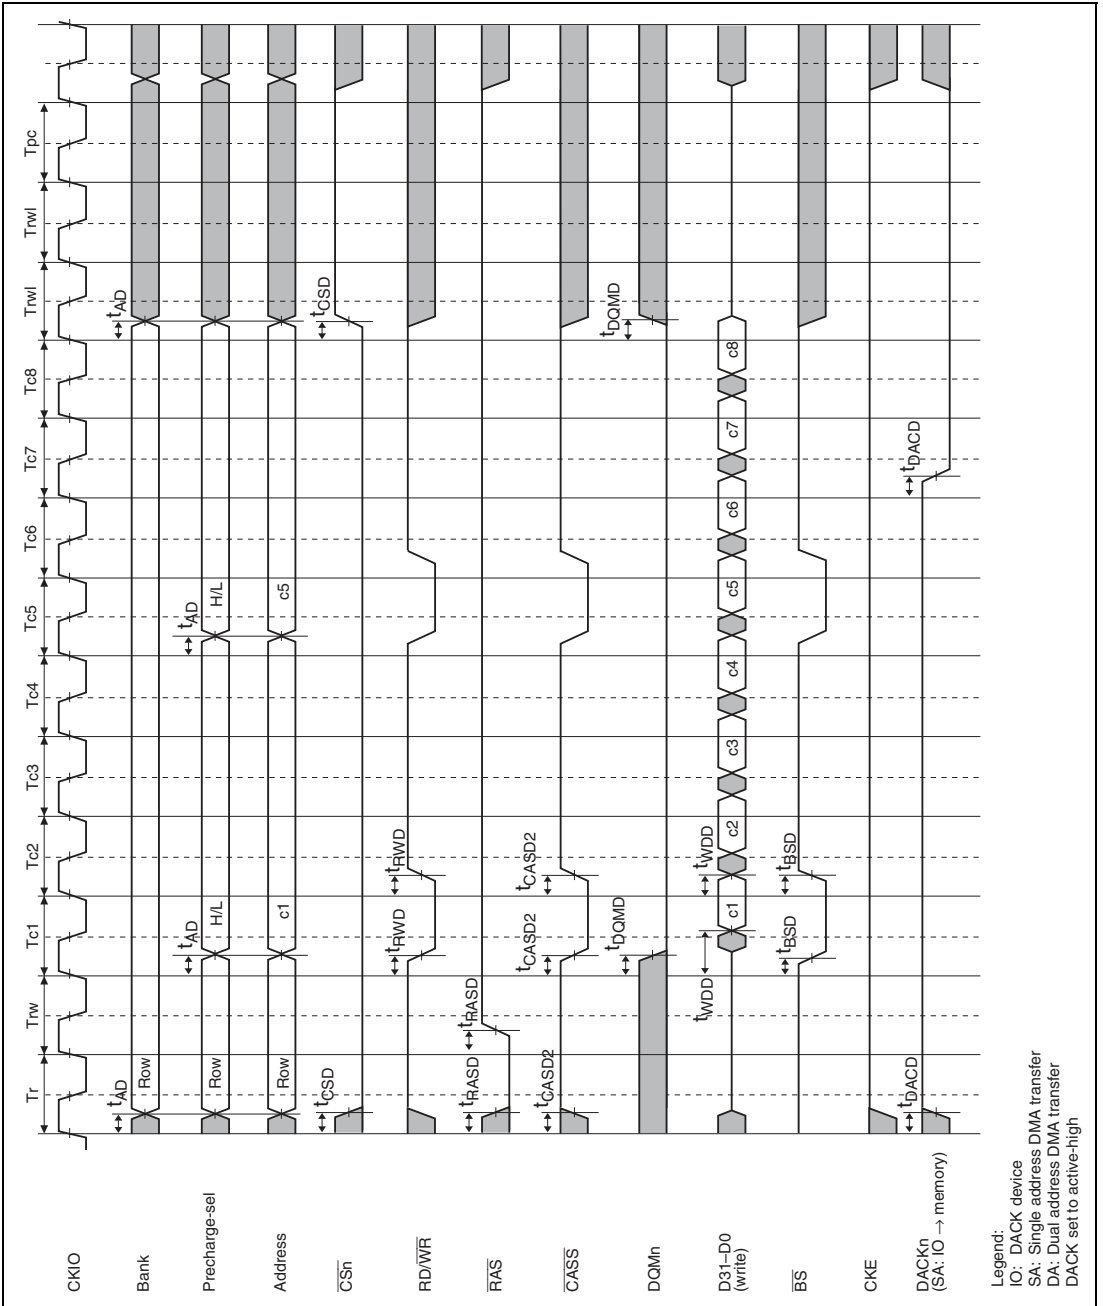 Tr Trw Tc1 Tc2 Tc3 Tc4 Tc5 Tc6 Tc7 Tc8 Trwl Trwl Tpc
CKIO
tAD tAD
Bank Row
tAD tAD
Precharge-sel Row H/L H/L
Address Row c1 c5
tCSD tCSD
CSn
tRWD tRWD
RD/WR
tRASD tRASD
RAS
tCASD2 tCASD2 tCASD2
CASS
tDQMD tDQMD
DQMn
tWDD tWDD
D31–D0 c1 c2 c3 c4 c5 c6 c7 c8
(write)
tBSD tBSD
BS
CKE
tDACD tDACD
DACKn
(SA: IO → memory)
Legend:
IO: DACK device
SA: Single address DMA transfer
DA: Dual address DMA transfer
DACK set to active-high